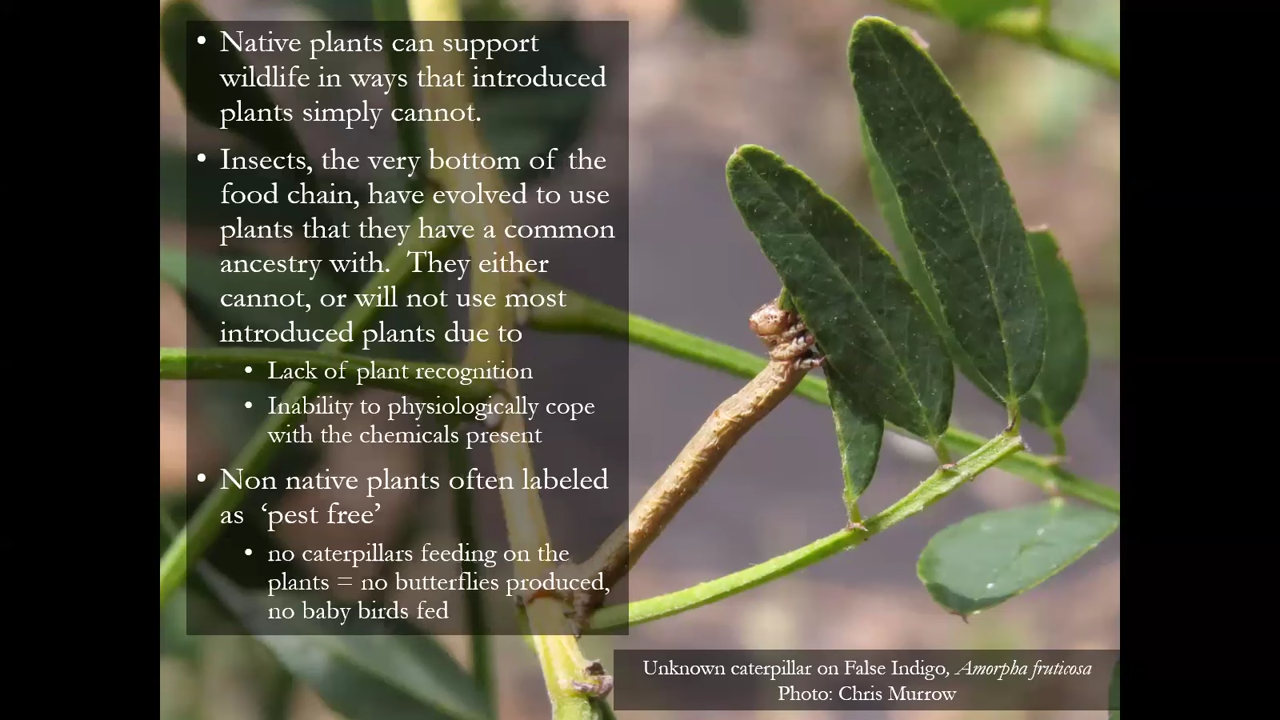 • Native plants can support
wildlife in ways that introduced
plants simply cannot.
• Insects, the very bottom of the
food chain, have evolved to use
plants that they have a common
ancestry with. They either
cannot, or will not use most
introduced plants due to
• Lack of plant recognition
• Inability to physiologically cope
with the chemicals present
• Non native plants often labeled
as ‘pest free’
• no caterpillars feeding on the
plants = no butterflies produced,
no baby birds fed
Unknown caterpillar on False Indigo, Amorpha fruticosa
Photo: Chris Murrow